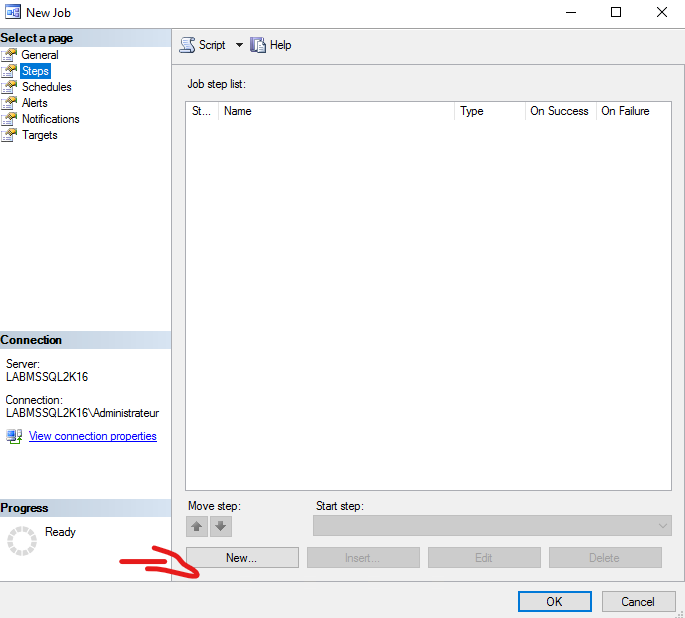 New Job
Select a page
General
Steps
Schedules
Alerts
Notifications
Targets
Connection
Server:
LABMSSQL2K16
Connection:
LABMSSQL2K16\Administrateur
View connection properties
Progress
Ready
Script Help
Job step list:
St... Name Type On Success On Failure
Move step: Start step:
New... Insert... Edit Delete
OK Cancel